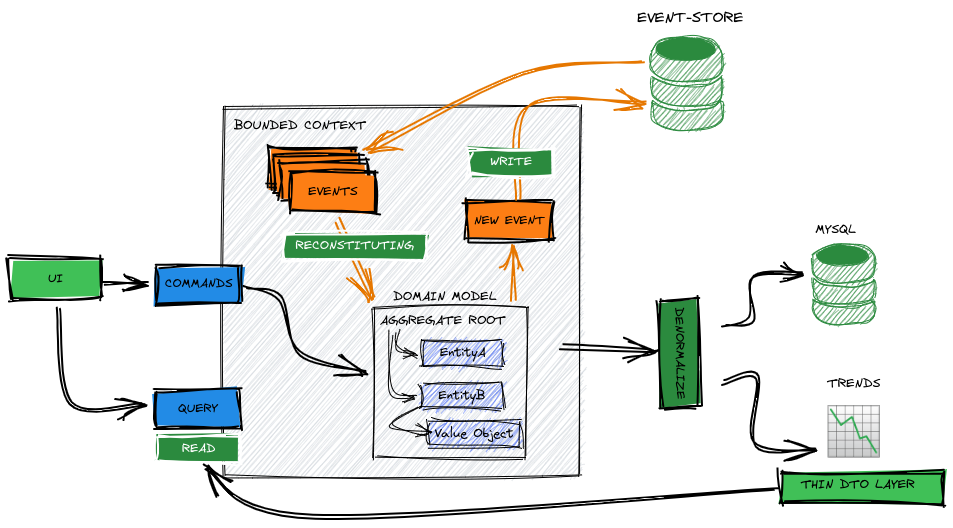 EVENT-STORE
BOUNDED CONTEXT
WRITE
EVENTS
NEW EVENT
MYSQL
RECONSTITUTING
UI
COMMANDS
DOMAIN MODEL
AGGREGATE ROOT
DENORMALIZE
EntityA
TRENDS
EntityB
QUERY
Value Object
READ
THIN DTO LAYER